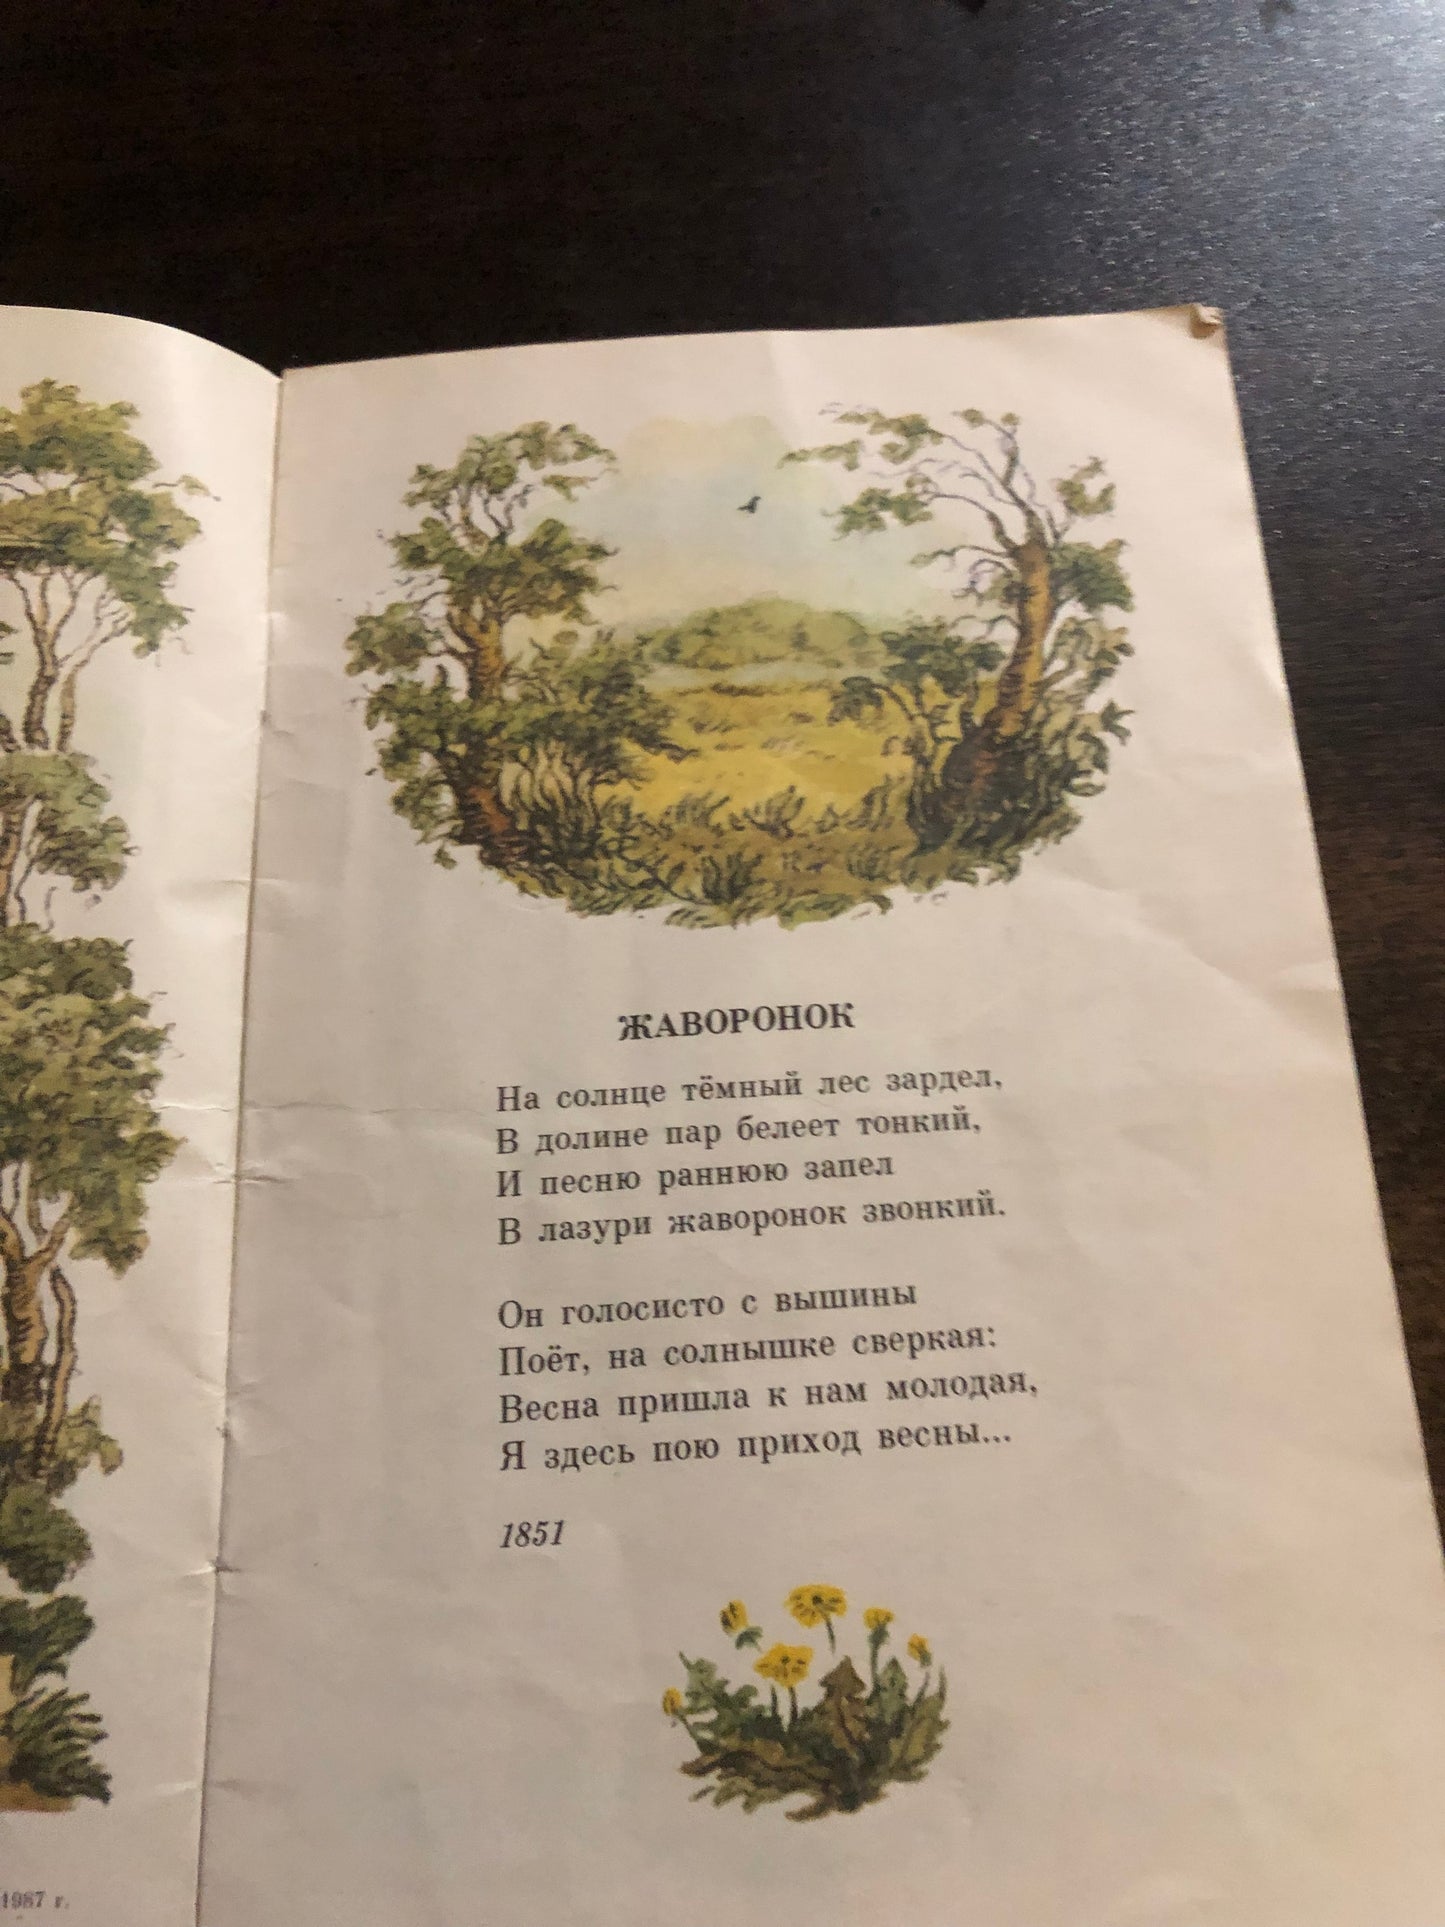 ЖАВОРОНОК
На солнце тёмный лес зардел,
В долине пар белеет тонкий,
И песню раннюю запел
В лазури жаворонок звонкий.
Он голосисто с вышины
Поёт, на солнышке сверкая:
Весна пришла к нам молодая,
Я здесь пою приход весны...
1851
1987 г.